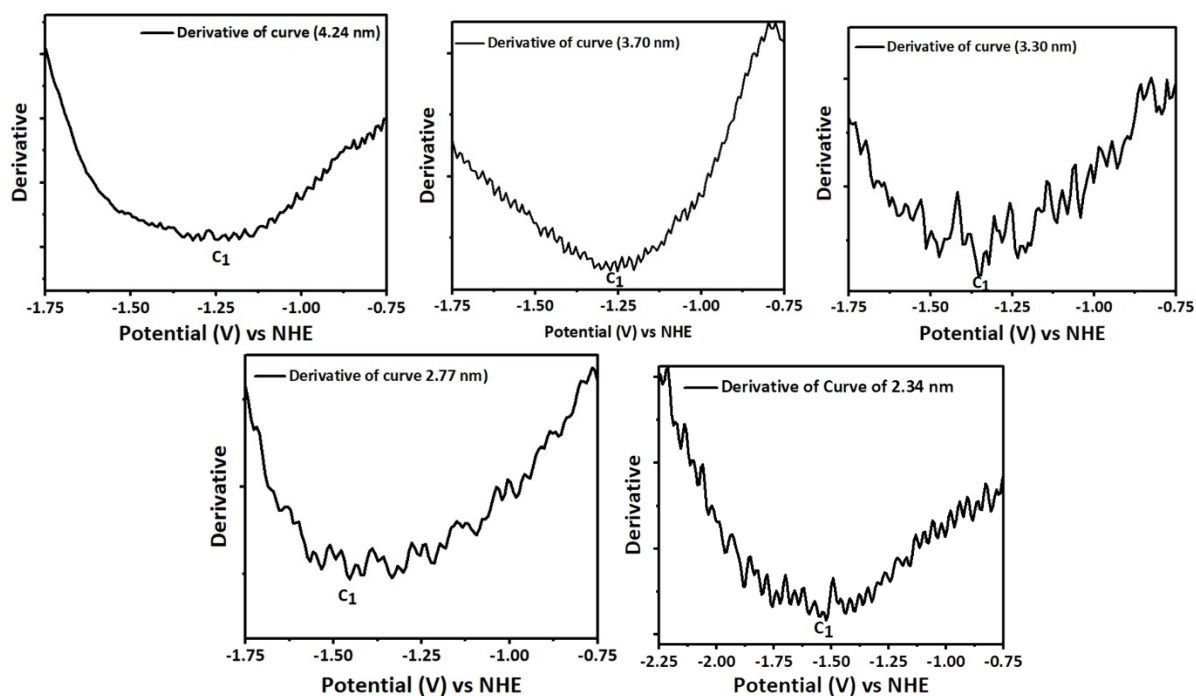 Derivative of curve (4.24 nm)
Derivative
C1
-1.75 -1.50 -1.25 -1.00 -0.75
Potential (V) vs NHE
Derivative of curve (3.70 nm)
Derivative
C1
-1.75 -1.50 -1.25 -1.00 -0.75
Potential (V) vs NHE
Derivative of curve (3.30 nm)
Derivative
C1
-1.75 -1.50 -1.25 -1.00 -0.75
Potential (V) vs NHE
Derivative of curve 2.77 nm)
Derivative
C1
-1.75 -1.50 -1.25 -1.00 -0.75
Potential (V) vs NHE
Derivative of Curve of 2.34 nm
Derivative
C1
-2.25 -2.00 -1.75 -1.50 -1.25 -1.00 -0.75
Potential (V) vs NHE